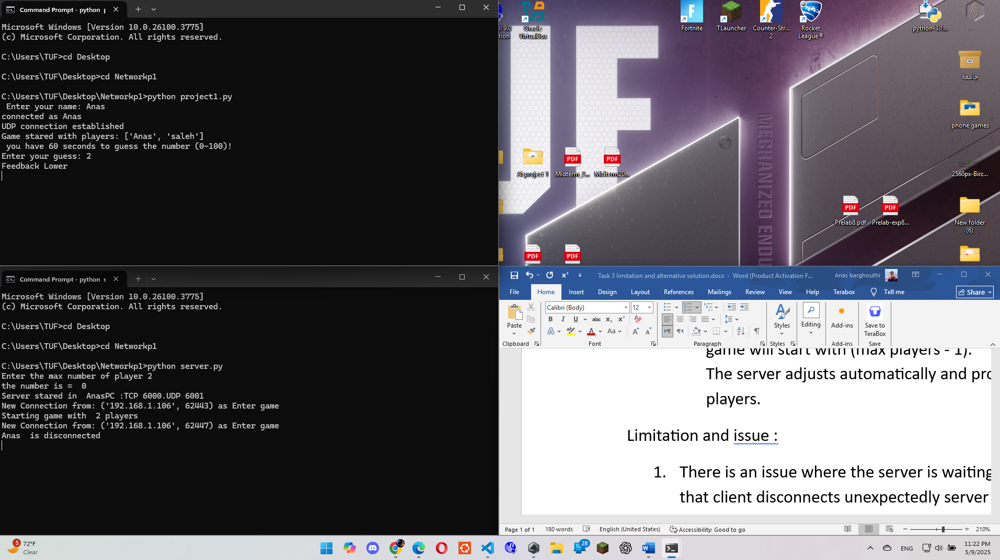 Command Prompt - python p
Microsoft Windows [Version 10.0.26100.3775]
(c) Microsoft Corporation. All rights reserved.
C:\Users\TUF>cd Desktop
C:\Users\TUF\Desktop>cd Networkp1
C:\Users\TUF\Desktop\Networkp1>python project1.py
Enter your name: Anas
connected as Anas
UDP connection established
Game stared with players: ['Anas', 'saleh']
you have 60 seconds to guess the number (0-100)!
Enter your guess: 2
Feedback Lower
Command Prompt - python s
Microsoft Windows [Version 10.0.26100.3775]
(c) Microsoft Corporation. All rights reserved.
C:\Users\TUF>cd Desktop
C:\Users\TUF\Desktop>cd Networkp1
C:\Users\TUF\Desktop\Networkp1>python server.py
Enter the max number of player 2
the number is =  0
Server stared in  AnasPC :TCP 6000.UDP 6001
New Connection from: ('192.168.1.106', 62443) as Enter game
Starting game with  2 players
New Connection from: ('192.168.1.106', 62447) as Enter game
Anas  is disconnected
ll 9.0
tion
Oracle
VirtualBox
Fortnite
TLauncher
Counter-Str...
2
Rocket
League®
python-3.1...
-
جامعة
phone games
MECHANIZED ENDU
Ai project 1
PDF
Midterm_2...
PDF
Midterm20...
2560px-Birz...
PDF
Prelab8.pdf
PDF
Prelab-exp8...
New folder
(6)
PDF
PDF
Task 3 limitation and alternative solution.docx - Word (Product Activation F...
Anas barghouthi
File Home Insert Design Layout References Mailings Review View Help Terabox Tell me Share
Calibri (Body) 12
Paste
Styles
Editing
Add-ins
Save to
TeraBox
Clipboard Font Paragraph Styles Add-ins Save
game will start with (max players - 1).
The server adjusts automatically and pro
players.
Limitation and issue :
1. There is an issue where the server is waiting
that client disconnects unexpectedly server
Page 1 of 1 180 words English (United States) Accessibility: Good to go 210%
5
72°F
Clear
28
ENG
11:22 PM
5/9/2025